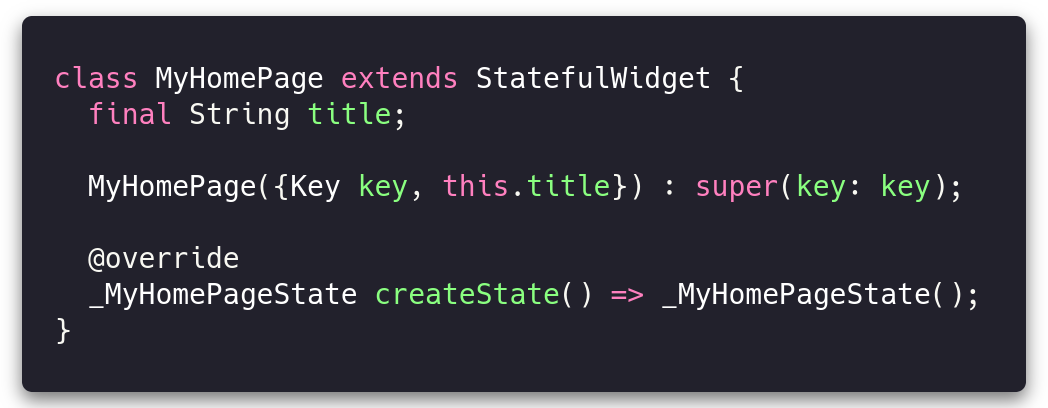 class MyHomePage extends StatefulWidget {
  final String title;

  MyHomePage({Key key, this.title}) : super(key: key);

  @override
  _MyHomePageState createState() => _MyHomePageState();
}